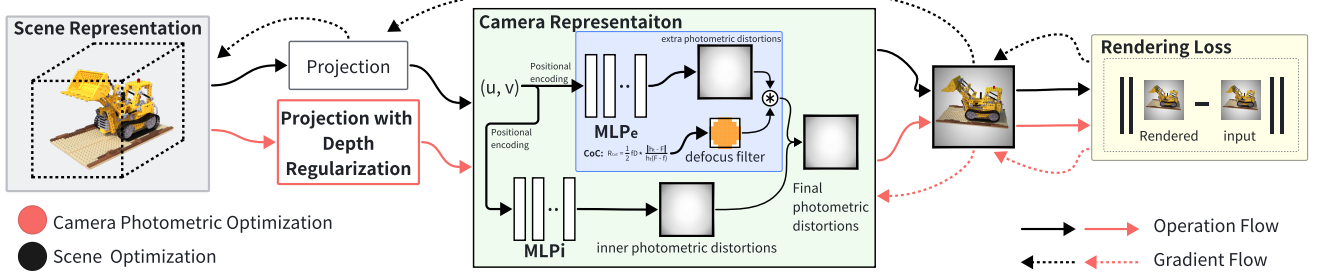 Scene Representation
Camera Representaiton
Rendering Loss
Projection
Projection with
Depth
Regularization
(u, v)
Positional
encoding
Positional
encoding
extra photometric distortions
MLPe
CoC:
defocus filter
MLPi
inner photometric distortions
Final
photometric
distortions
Rendered
input
Camera Photometric Optimization
Scene Optimization
Operation Flow
Gradient Flow